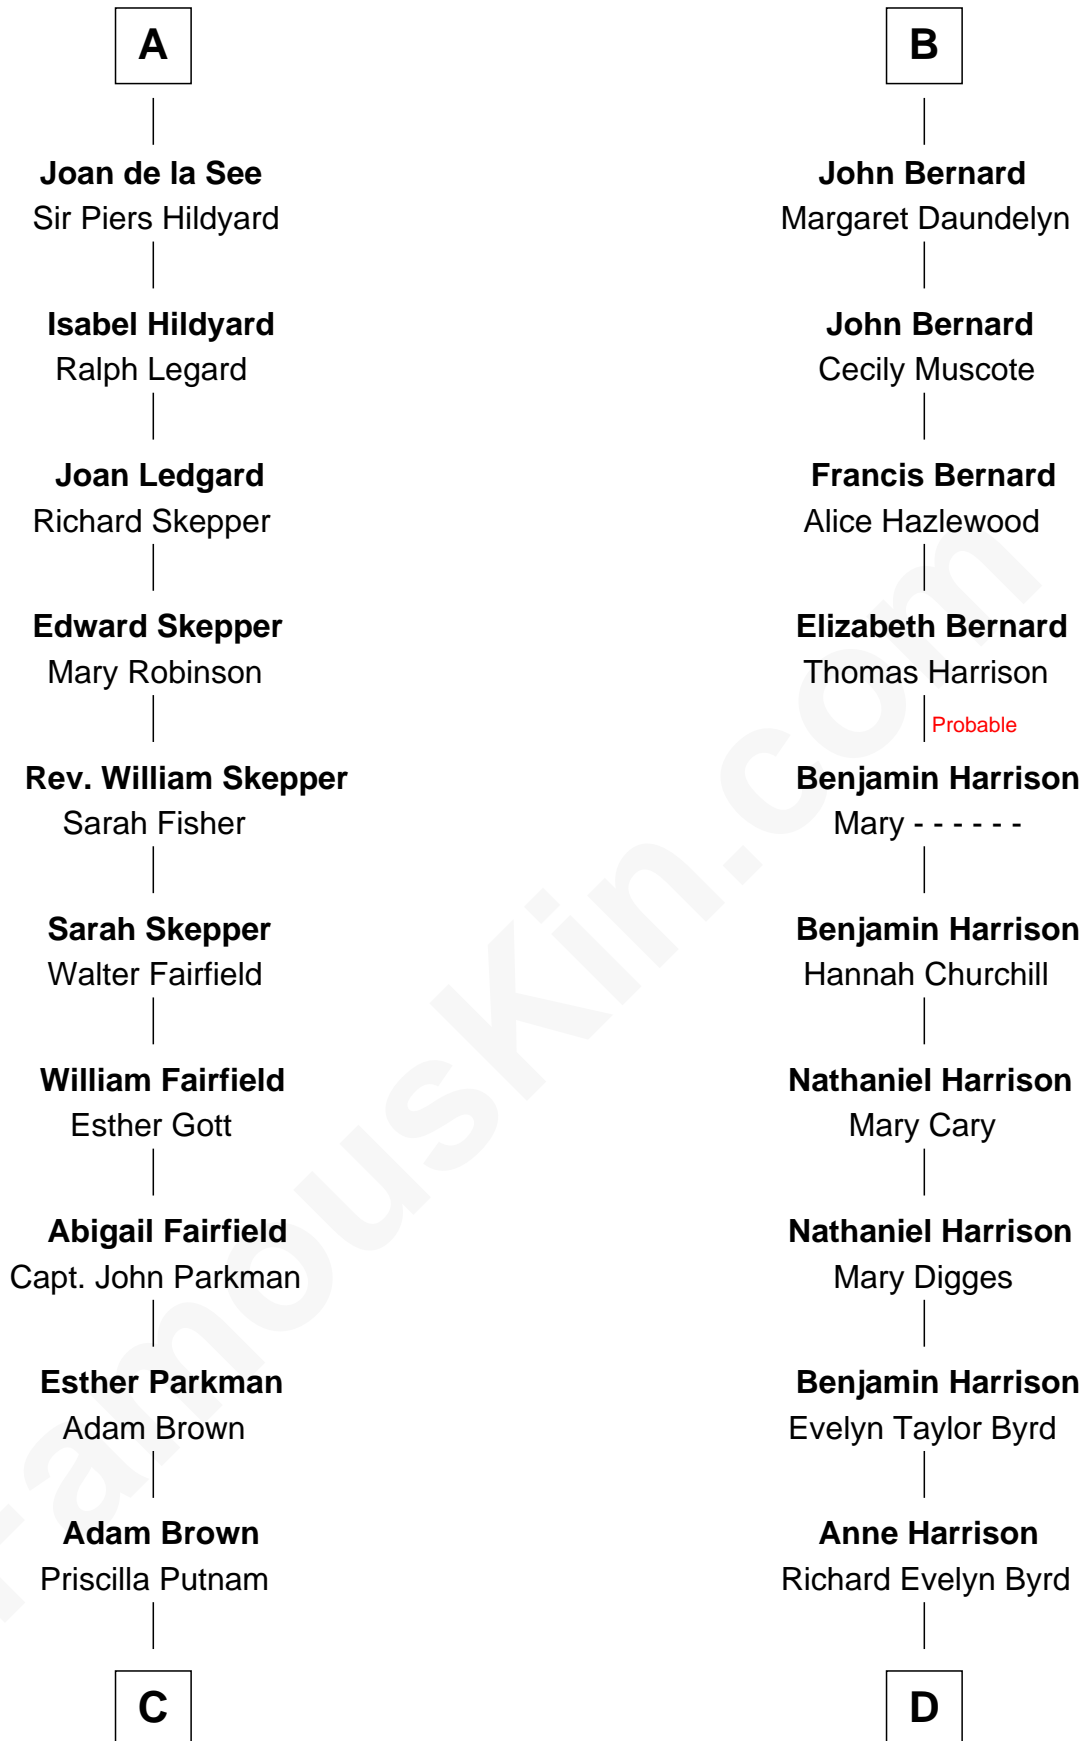 A
Joan de la See
Sir Piers Hildyard
Isabel Hildyard
Ralph Legard
Joan Ledgard
Richard Skepper
Edward Skepper
Mary Robinson
Rev. William Skepper
Sarah Fisher
Sarah Skepper
Walter Fairfield
William Fairfield
Esther Gott
Abigail Fairfield
Capt. John Parkman
Esther Parkman
Adam Brown
Adam Brown
Priscilla Putnam
C
B
John Bernard
Margaret Daundelyn
John Bernard
Cecily Muscote
Francis Bernard
Alice Hazlewood
Elizabeth Bernard
Thomas Harrison
Probable
Benjamin Harrison
Mary - - - - - -
Benjamin Harrison
Hannah Churchill
Nathaniel Harrison
Mary Cary
Nathaniel Harrison
Mary Digges
Benjamin Harrison
Evelyn Taylor Byrd
Anne Harrison
Richard Evelyn Byrd
D
FamousKin.com